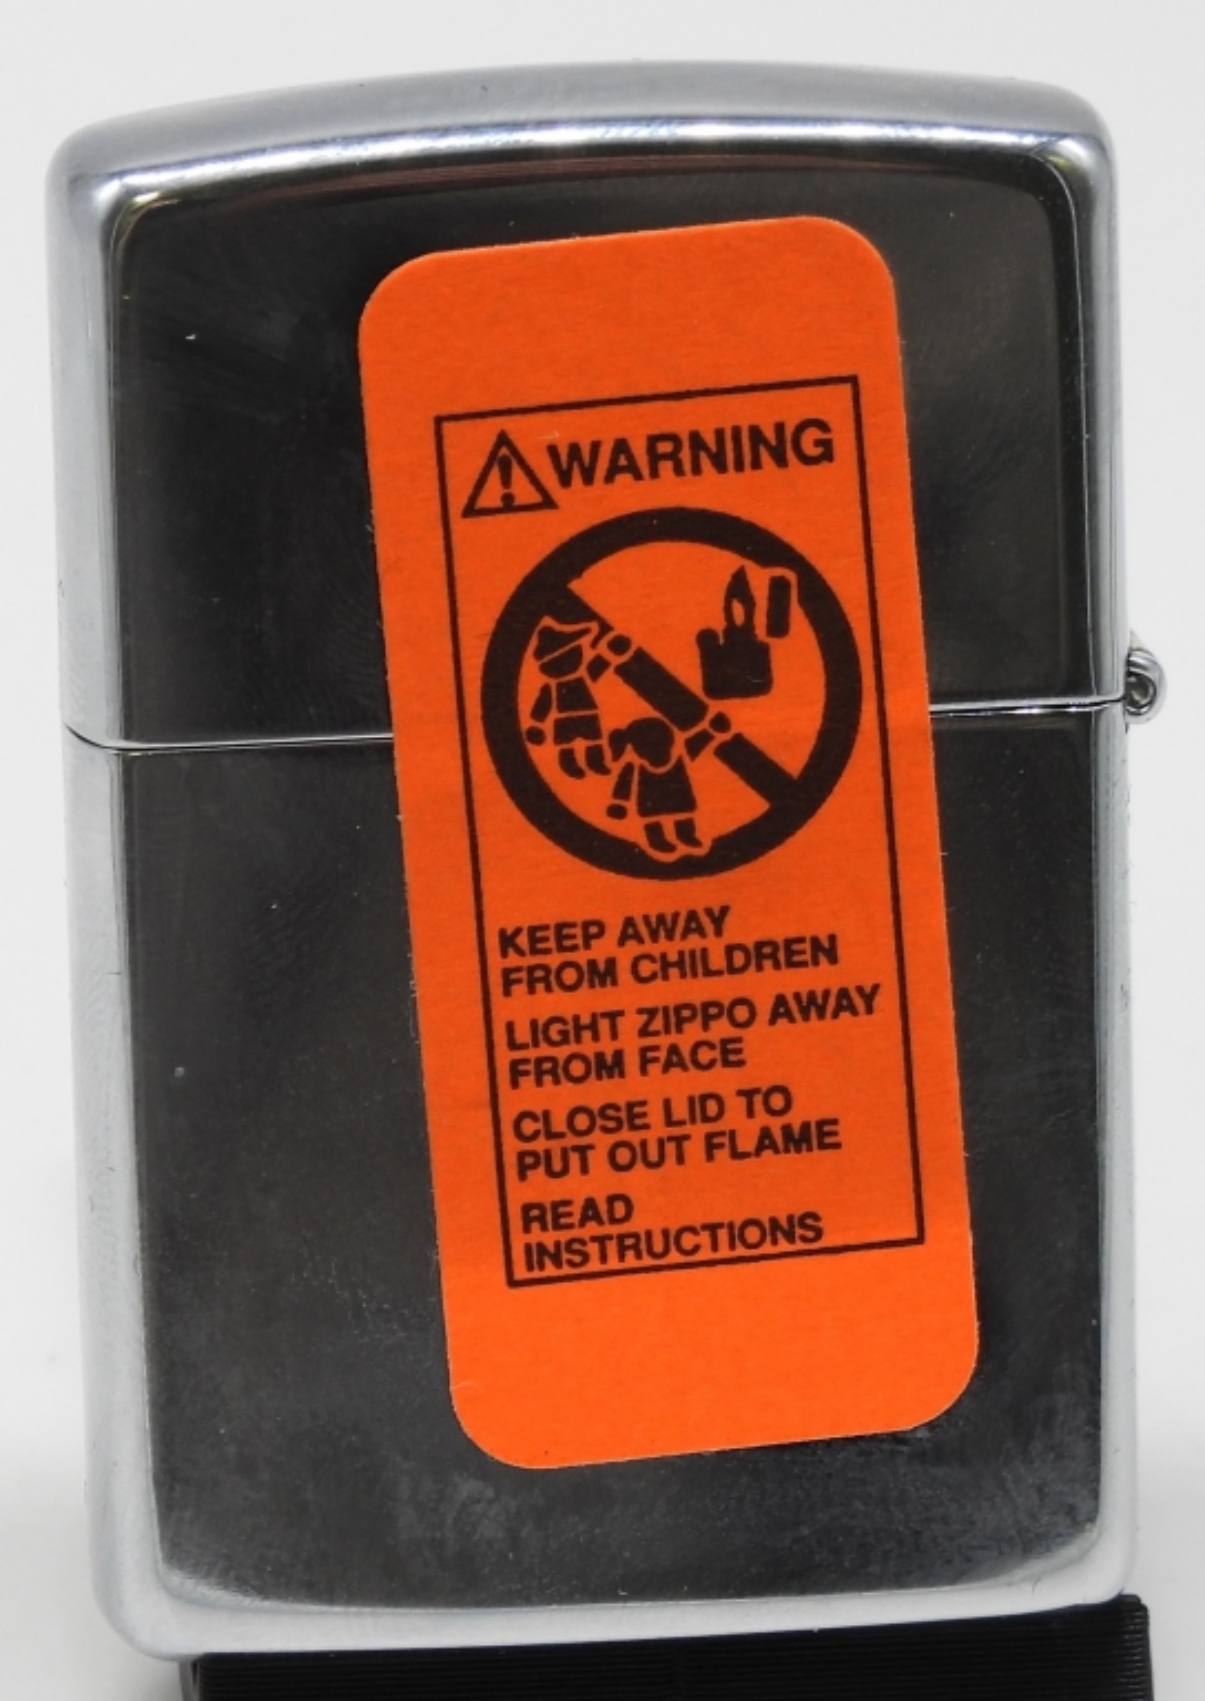 WARNING
KEEP AWAY
FROM CHILDREN
LIGHT ZIPPO AWAY
FROM FACE
CLOSE LID TO
PUT OUT FLAME
READ
INSTRUCTIONS